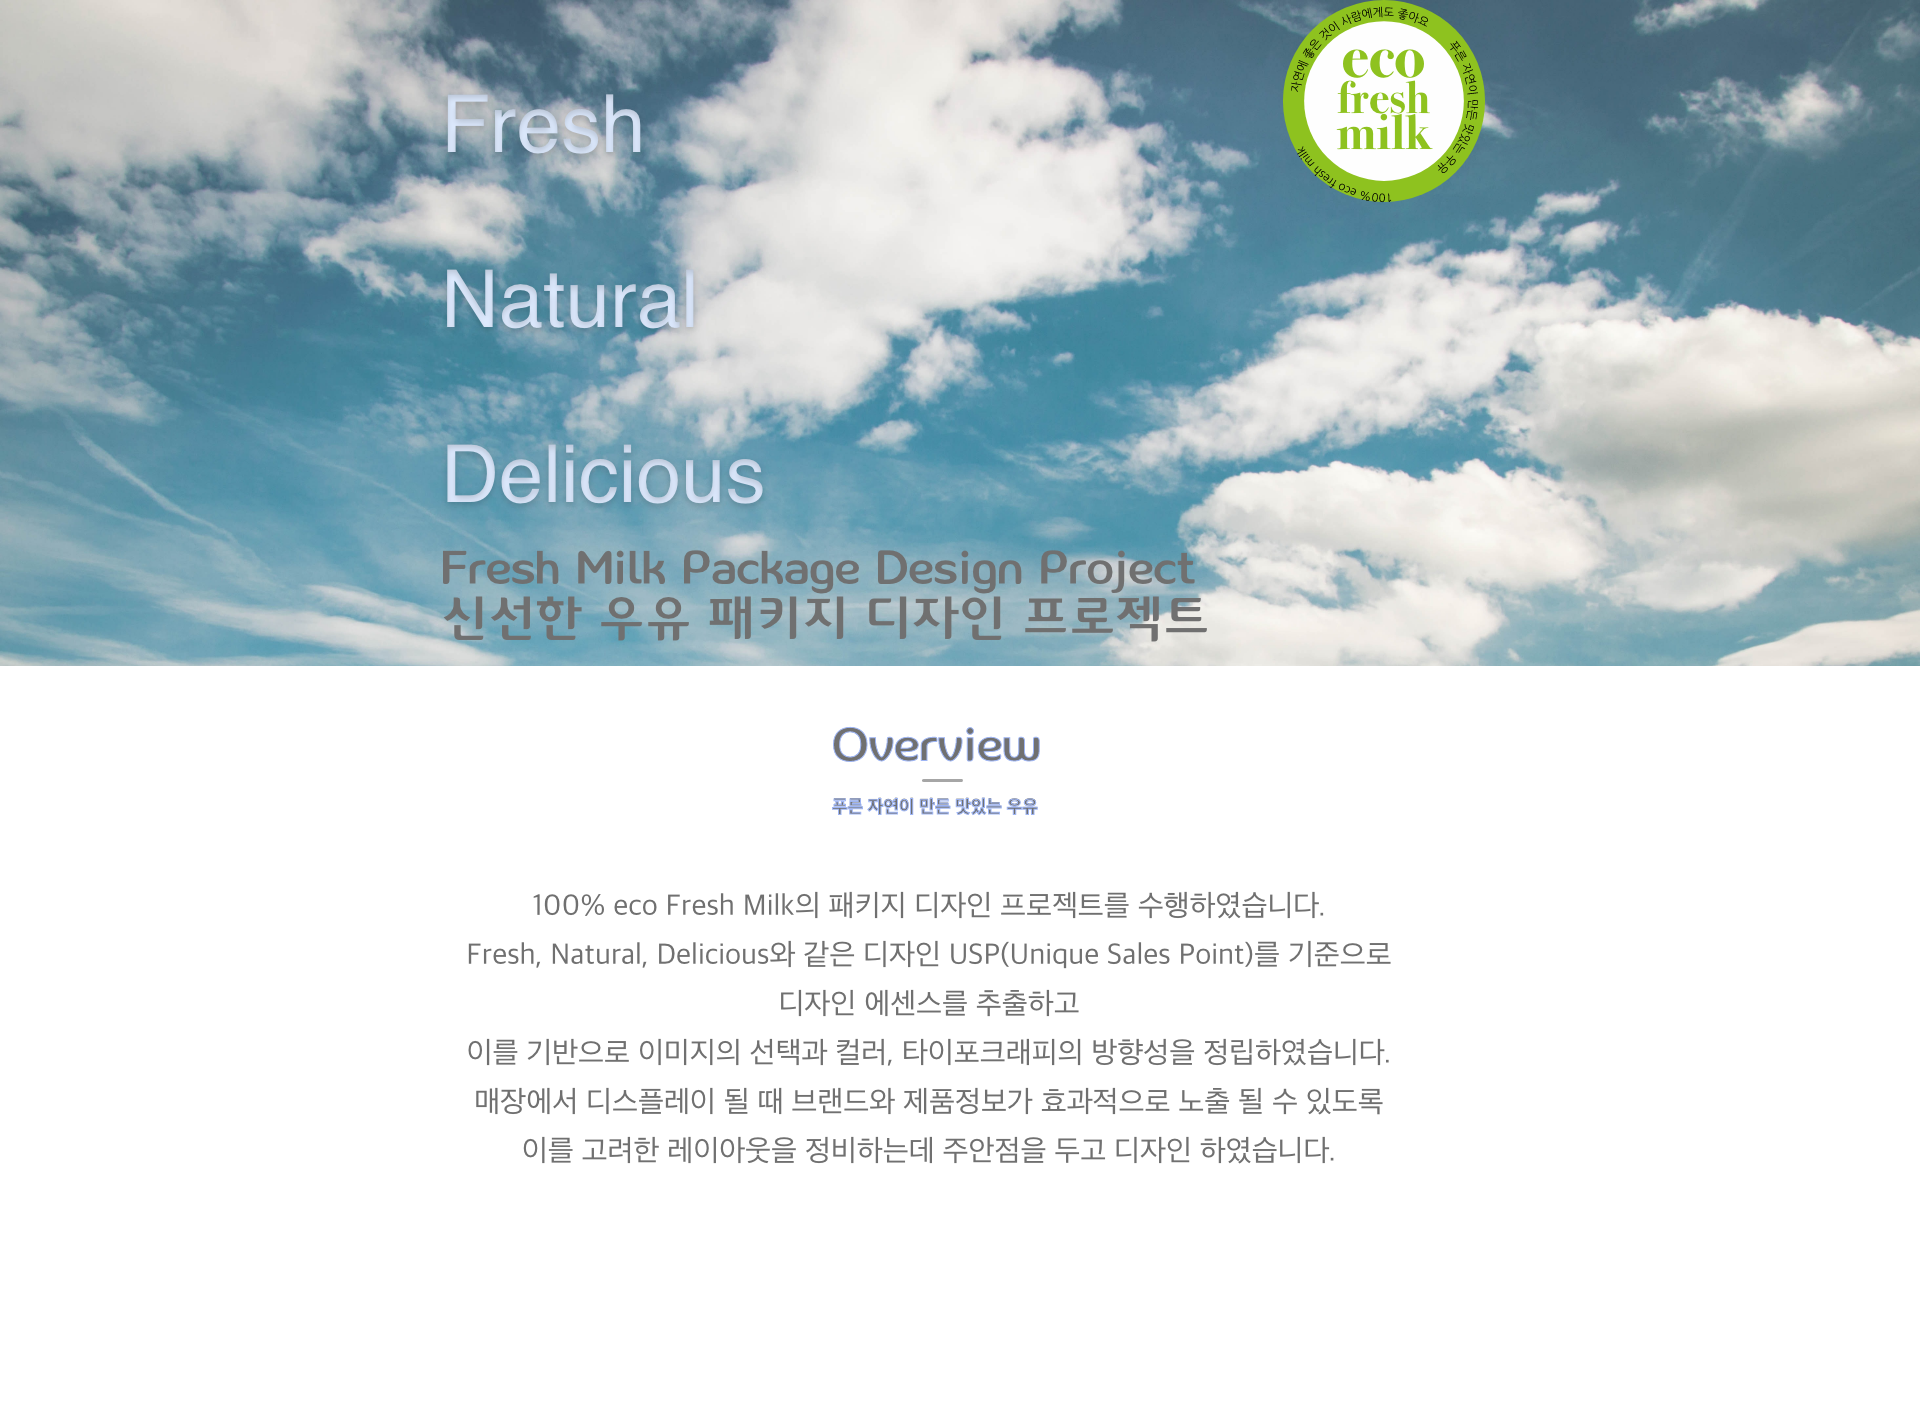 자연에 좋은 것이 사람에게도 좋아요
푸른 자연이 만든 맛있는 우유
100% eco fresh milk
eco
fresh
milk
Fresh
Natural
Delicious
Fresh Milk Package Design Project
신선한 우유 패키지 디자인 프로젝트
Overview
푸른 자연이 만든 맛있는 우유
100% eco Fresh Milk의 패키지 디자인 프로젝트를 수행하였습니다.
Fresh, Natural, Delicious와 같은 디자인 USP(Unique Sales Point)를 기준으로
디자인 에센스를 추출하고
이를 기반으로 이미지의 선택과 컬러, 타이포크래피의 방향성을 정립하였습니다.
매장에서 디스플레이 될 때 브랜드와 제품정보가 효과적으로 노출 될 수 있도록
이를 고려한 레이아웃을 정비하는데 주안점을 두고 디자인 하였습니다.